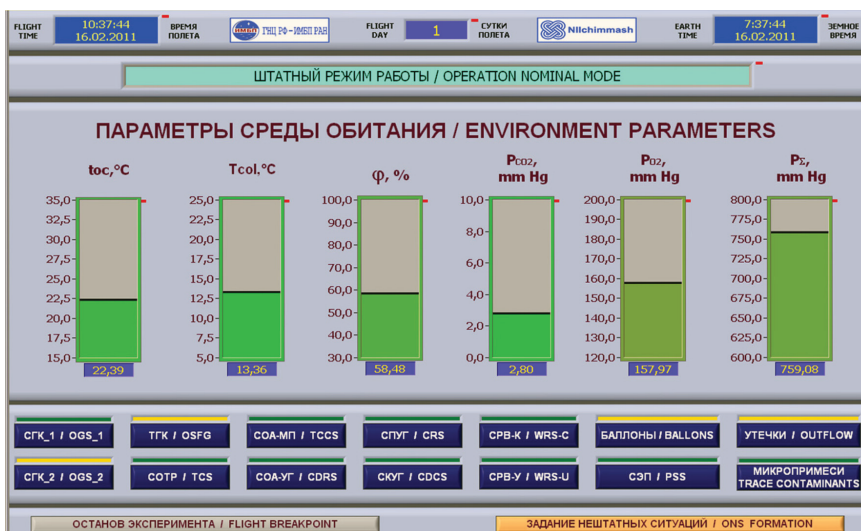 FLIGHT TIME 10:37:44 16.02.2011 ВРЕМЯ ПОЛЕТА
ИМБП ГНЦ РФ-ИМБП РАН
FLIGHT DAY 1 СУТКИ ПОЛЕТА
NIIchimmash
EARTH TIME 7:37:44 16.02.2011 ЗЕМНОЕ ВРЕМЯ
ШТАТНЫЙ РЕЖИМ РАБОТЫ / OPERATION NOMINAL MODE
ПАРАМЕТРЫ СРЕДЫ ОБИТАНИЯ / ENVIRONMENT PARAMETERS
toc,°C
35,0
32,5
30,0
27,5
25,0
22,5
20,0
17,5
15,0
22,39
Tcol,°C
25,0
22,5
20,0
17,5
15,0
12,5
10,0
7,5
5,0
13,36
φ, %
100,0
90,0
80,0
70,0
60,0
50,0
40,0
30,0
58,48
PCO2, mm Hg
10,0
8,0
6,0
4,0
2,0
0,0
2,80
PO2, mm Hg
200,0
190,0
180,0
170,0
160,0
150,0
140,0
130,0
120,0
157,97
PΣ, mm Hg
800,0
775,0
750,0
725,0
700,0
675,0
650,0
625,0
600,0
759,08
СГК_1 / OGS_1
ТГК / OSFG
СОА-МП / TCCS
СПУГ / CRS
СРВ-К / WRS-C
БАЛЛОНЫ / BALLONS
УТЕЧКИ / OUTFLOW
СГК_2 / OGS_2
СОТР / TCS
СОА-УГ / CDRS
СКУГ / CDCS
СРВ-У / WRS-U
СЭП / PSS
МИКРОПРИМЕСИ
TRACE CONTAMINANTS
ОСТАНОВ ЭКСПЕРИМЕНТА / FLIGHT BREAKPOINT
ЗАДАНИЕ НЕШТАТНЫХ СИТУАЦИЙ / ONS FORMATION